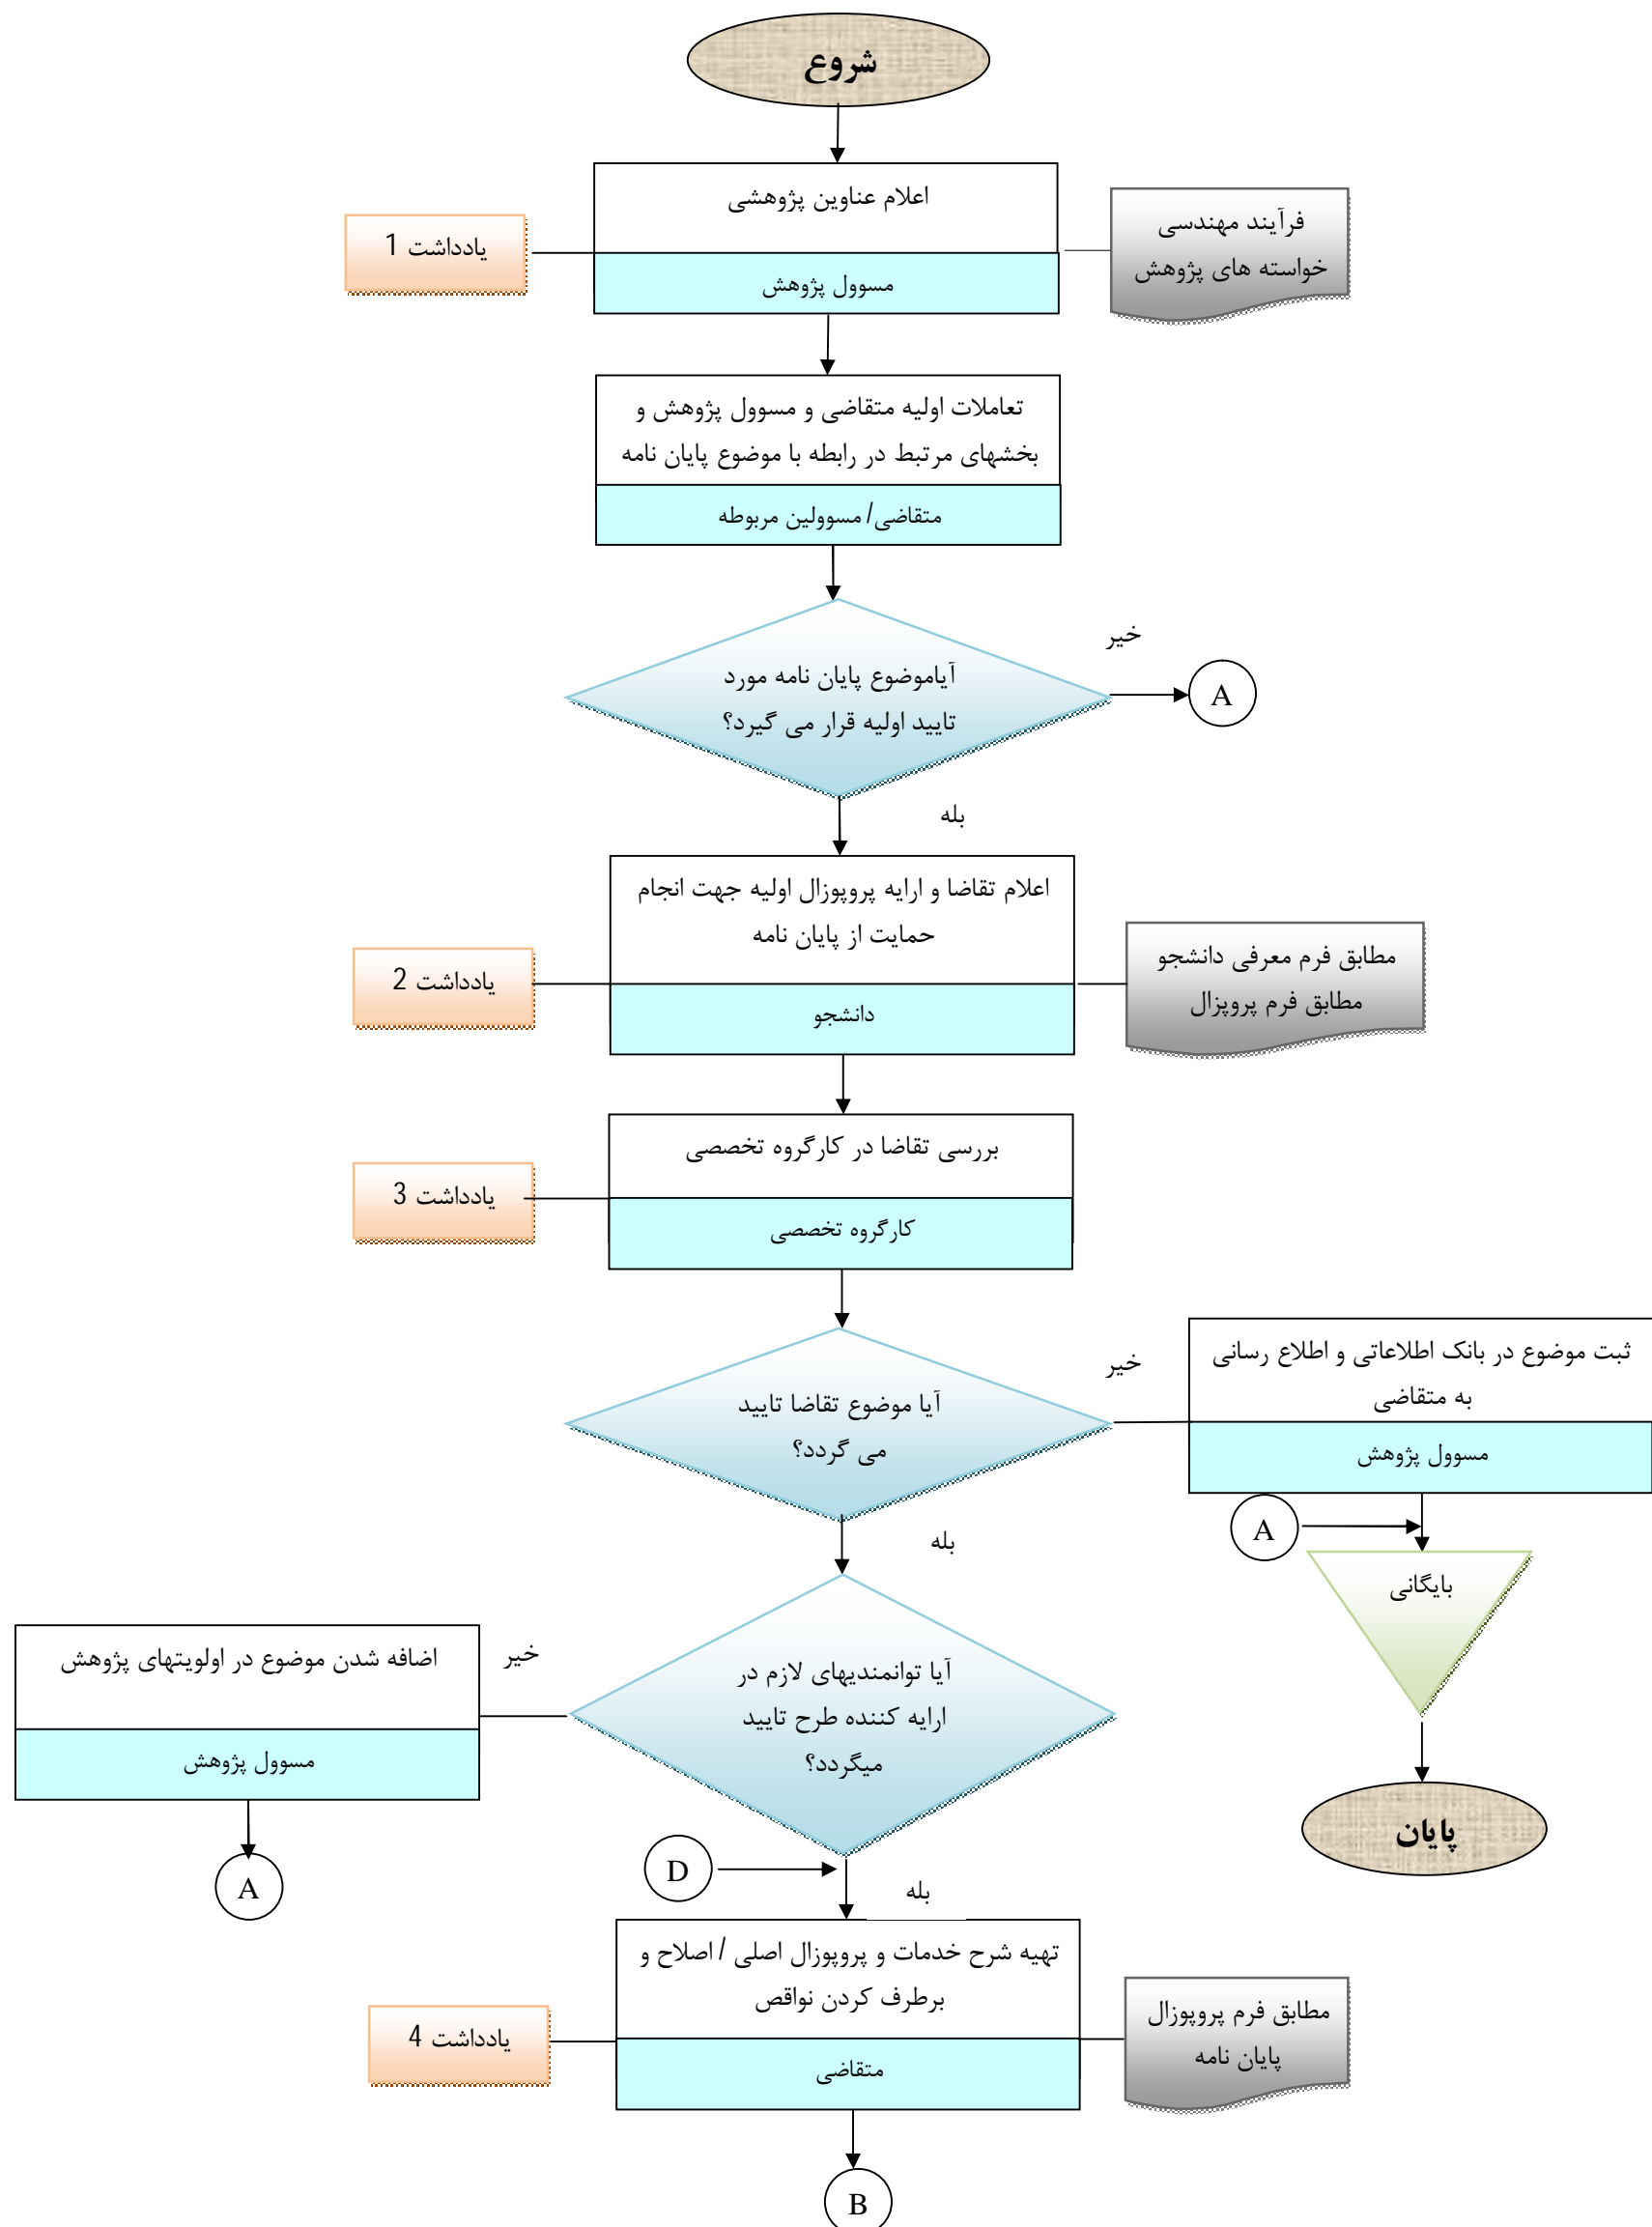 شروع
اعلام عناوین پژوهشی
مسوول پژوهش
فرآیند مهندسی
خواسته های پژوهش
یادداشت 1
تعاملات اولیه متقاضی و مسوول پژوهش و
بخشهای مرتبط در رابطه با موضوع پایان نامه
متقاضی/ مسوولین مربوطه
آیاموضوع پایان نامه مورد
تایید اولیه قرار می گیرد؟
خیر
A
بله
اعلام تقاضا و ارایه پروپوزال اولیه جهت انجام
حمایت از پایان نامه
دانشجو
مطابق فرم معرفی دانشجو
مطابق فرم پروپزال
یادداشت 2
بررسی تقاضا در کارگروه تخصصی
کارگروه تخصصی
یادداشت 3
آیا موضوع تقاضا تایید
می گردد؟
خیر
ثبت موضوع در بانک اطلاعاتی و اطلاع رسانی
به متقاضی
مسوول پژوهش
A
بایگانی
پایان
بله
آیا توانمندیهای لازم در
ارایه کننده طرح تایید
میگردد؟
خیر
اضافه شدن موضوع در اولویتهای پژوهش
مسوول پژوهش
A
D
بله
تهیه شرح خدمات و پروپوزال اصلی / اصلاح و
برطرف کردن نواقص
متقاضی
مطابق فرم پروپوزال
پایان نامه
یادداشت 4
B